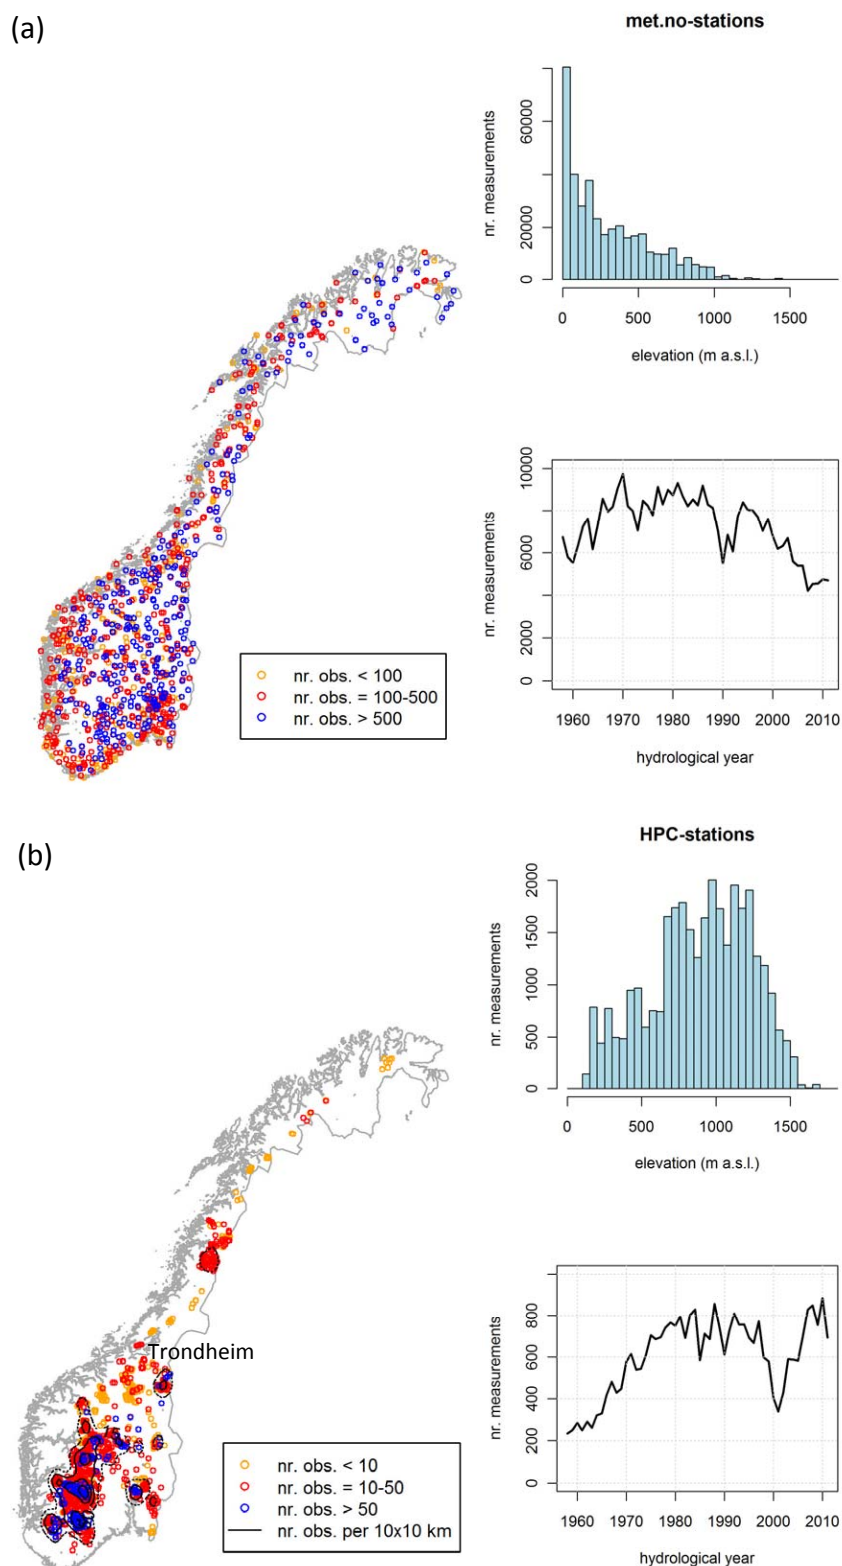 (a)
met.no-stations
nr. measurements
20000
60000
0
0
500
1000
1500
elevation (m a.s.l.)
nr. obs. < 100
nr. obs. = 100-500
nr. obs. > 500
nr. measurements
10000
6000
2000
0
1960
1970
1980
1990
2000
2010
hydrological year
(b)
HPC-stations
nr. measurements
2000
1500
1000
500
0
0
500
1000
1500
elevation (m a.s.l.)
Trondheim
nr. obs. < 10
nr. obs. = 10-50
nr. obs. > 50
nr. obs. per 10x10 km
nr. measurements
800
600
400
200
0
1960
1970
1980
1990
2000
2010
hydrological year